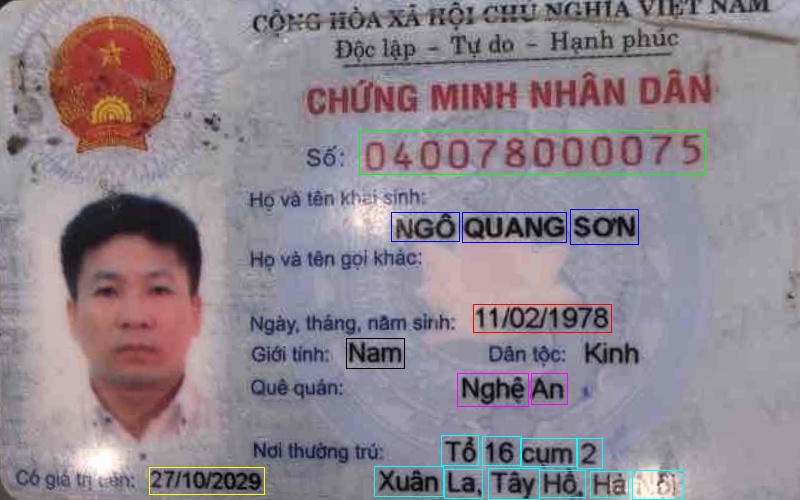 CỘNG HÒA XÃ HỘI CHỦ NGHĨA VIỆT NAM
Độc lập - Tự do - Hạnh phúc
CHỨNG MINH NHÂN DÂN
Số: 040078000075
Họ và tên khai sinh:
NGÔ QUANG SƠN
Họ và tên gọi khác:
Ngày, tháng, năm sinh: 11/02/1978
Giới tính: Nam Dân tộc: Kinh
Quê quán: Nghệ An
Nơi thường trú: Tổ 16 cụm 2
Có giá trị đến: 27/10/2029 Xuân La, Tây Hồ, Hà Nội